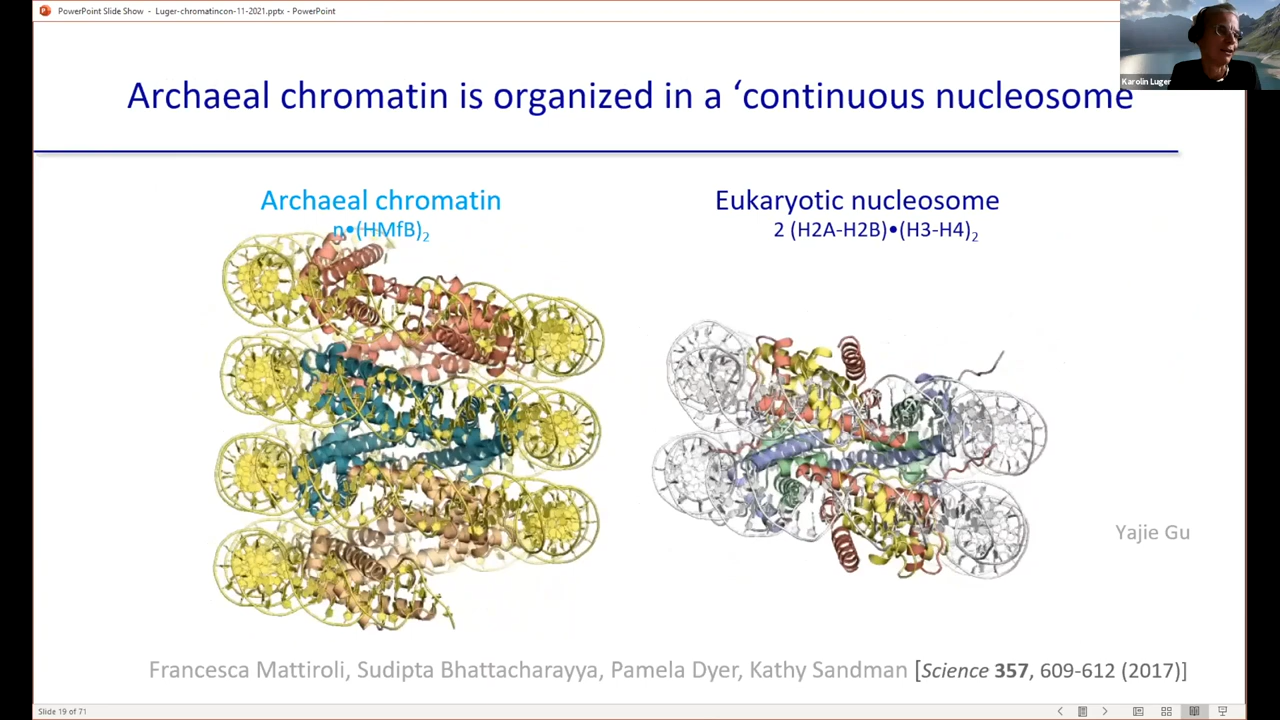 PowerPoint Slide Show - Luger-chromatincon-11-2021.pptx - PowerPoint
Karolin Luger
Archaeal chromatin is organized in a ‘continuous nucleosome
Archaeal chromatin
n•(HMfB)2
Eukaryotic nucleosome
2 (H2A-H2B)•(H3-H4)2
Yajie Gu
Francesca Mattiroli, Sudipta Bhattacharayya, Pamela Dyer, Kathy Sandman [Science 357, 609-612 (2017)]
Slide 19 of 71